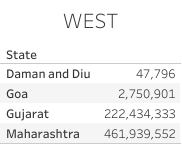 WEST
State
Daman and Diu 47,796
Goa 2,750,901
Gujarat 222,434,333
Maharashtra 461,939,552